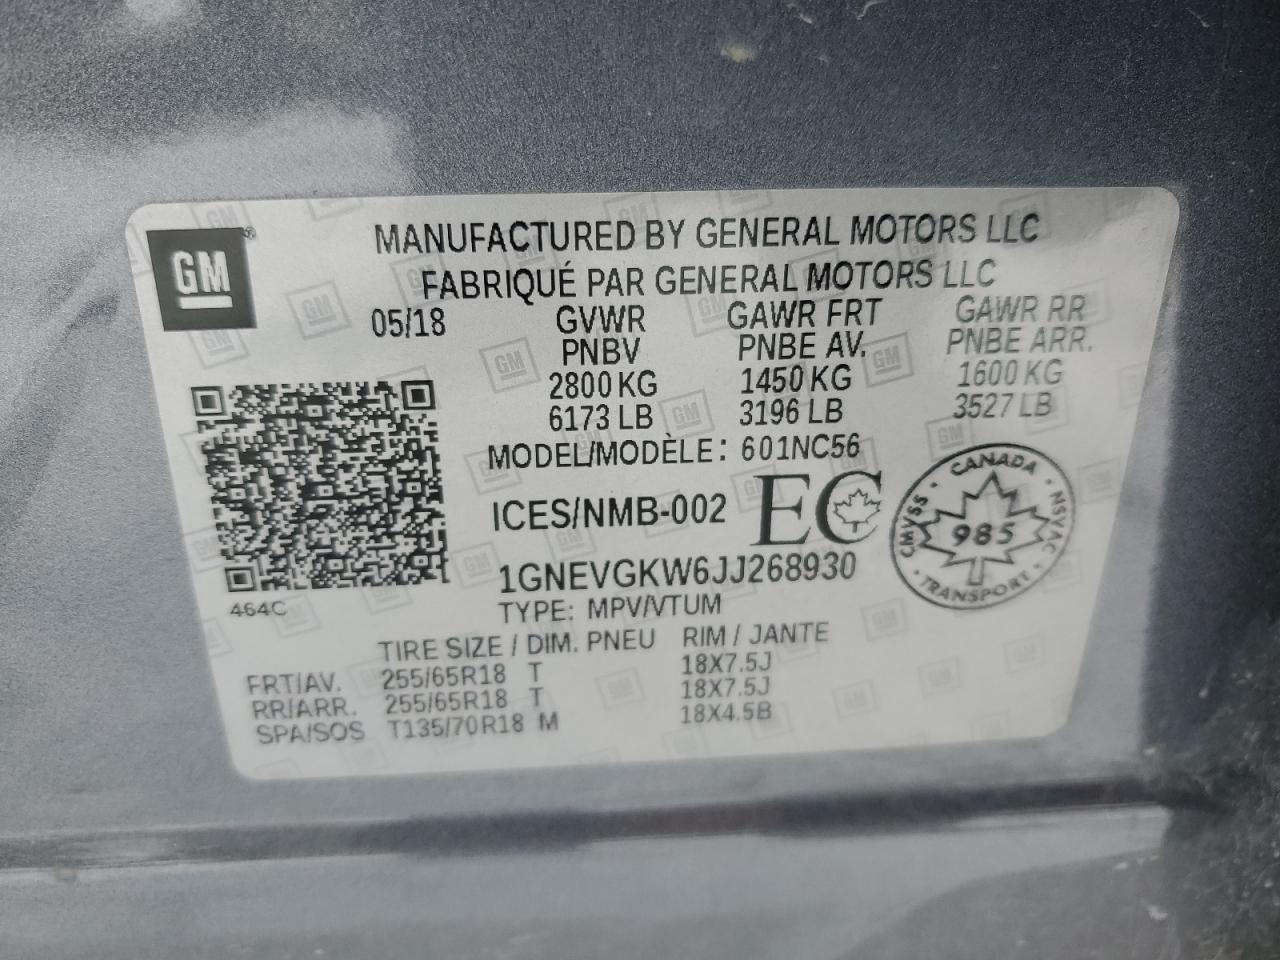 GM®
MANUFACTURED BY GENERAL MOTORS LLC
FABRIQUÉ PAR GENERAL MOTORS LLC
05/18 GVWR GAWR FRT GAWR RR
PNBV PNBE AV. PNBE ARR.
2800 KG 1450 KG 1600 KG
6173 LB 3196 LB 3527 LB
MODEL/MODÈLE: 601NC56
ICES/NMB-002 EC
CANADA
CMVSS · 985 · NSVAC
TRANSPORT
1GNEVGKW6JJ268930
464C
TYPE: MPV/VTUM
TIRE SIZE / DIM. PNEU RIM / JANTE
FRT/AV. 255/65R18 T 18X7.5J
RR/ARR. 255/65R18 T 18X7.5J
SPA/SOS T135/70R18 M 18X4.5B